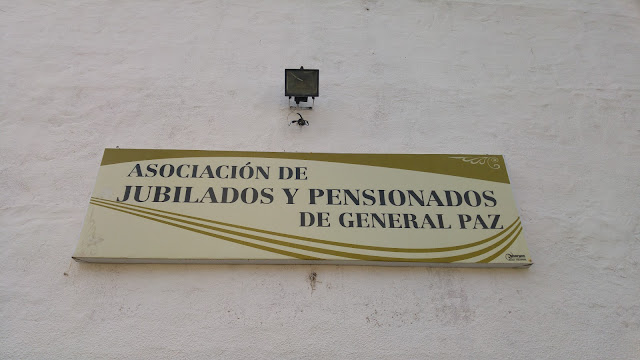 ASOCIACIÓN DE
JUBILADOS Y PENSIONADOS
DE GENERAL PAZ